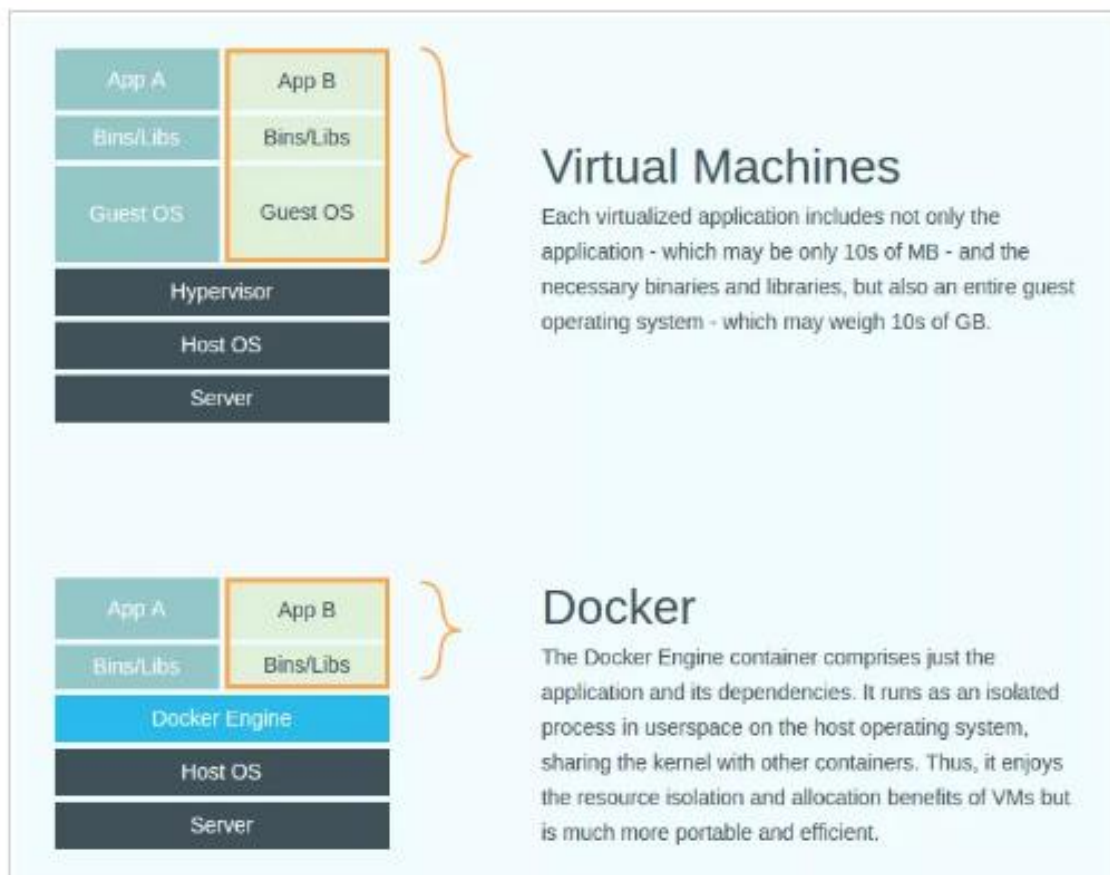 App A
App B
Bins/Libs
Bins/Libs
Guest OS
Guest OS
Hypervisor
Host OS
Server
Virtual Machines
Each virtualized application includes not only the
application - which may be only 10s of MB - and the
necessary binaries and libraries, but also an entire guest
operating system - which may weigh 10s of GB.
App A
App B
Bins/Libs
Bins/Libs
Docker Engine
Host OS
Server
Docker
The Docker Engine container comprises just the
application and its dependencies. It runs as an isolated
process in userspace on the host operating system,
sharing the kernel with other containers. Thus, it enjoys
the resource isolation and allocation benefits of VMs but
is much more portable and efficient.